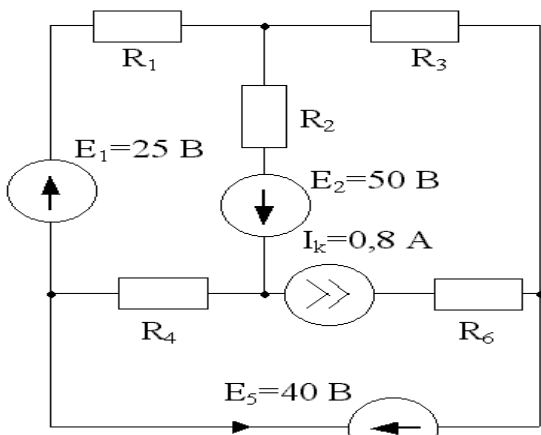 R₁
R₃
R₂
E₁=25 В
E₂=50 В
Iₖ=0,8 А
R₄
R₆
E₅=40 В